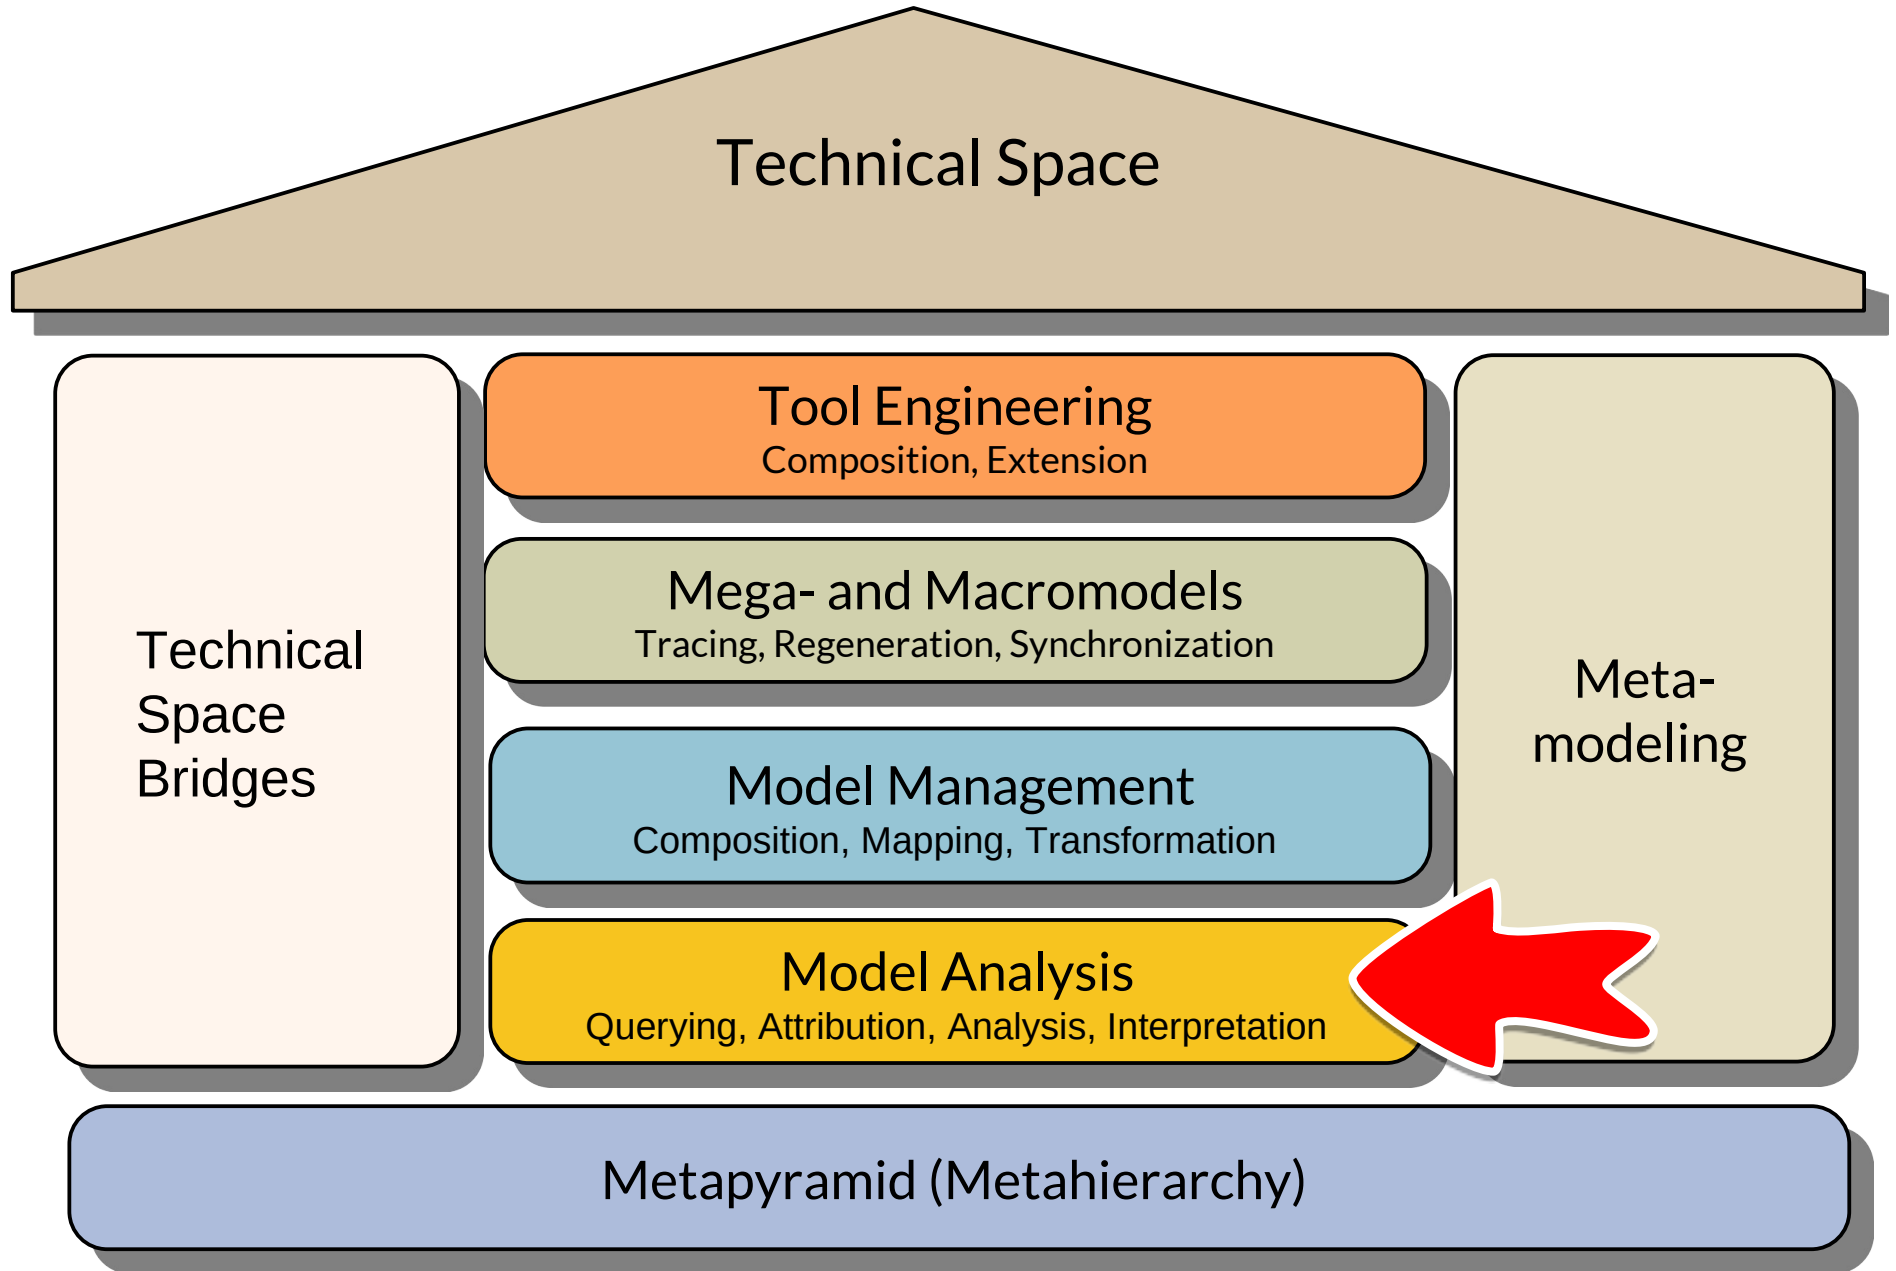 Technical Space
Tool Engineering
Composition, Extension
Mega- and Macromodels
Tracing, Regeneration, Synchronization
Technical
Space
Bridges
Meta-
modeling
Model Management
Composition, Mapping, Transformation
Model Analysis
Querying, Attribution, Analysis, Interpretation
Metapyramid (Metahierarchy)